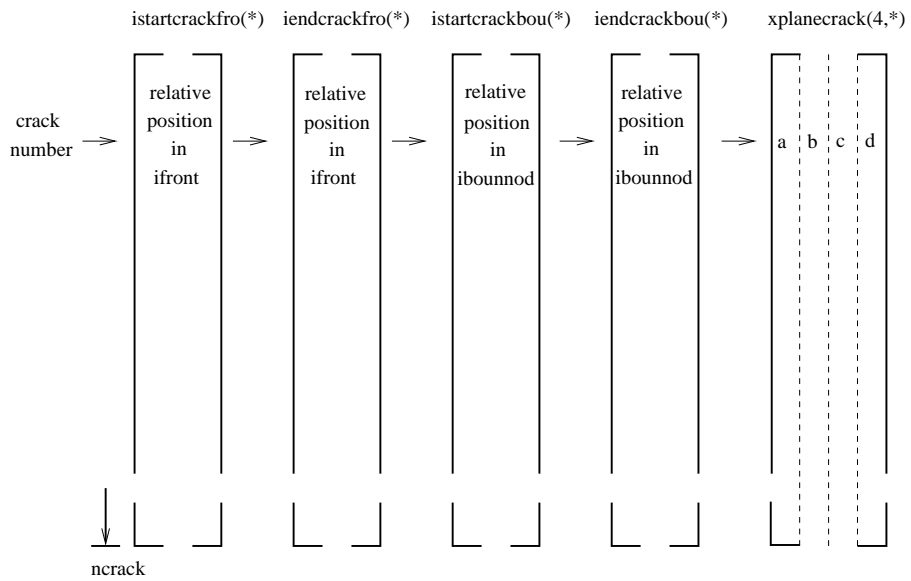 istartcrackfro(*)
iendcrackfro(*)
istartcrackbou(*)
iendcrackbou(*)
xplanecrack(4,*)
crack
number
relative
position
in
ifront
relative
position
in
ifront
relative
position
in
ibounnod
relative
position
in
ibounnod
a
b
c
d
ncrack